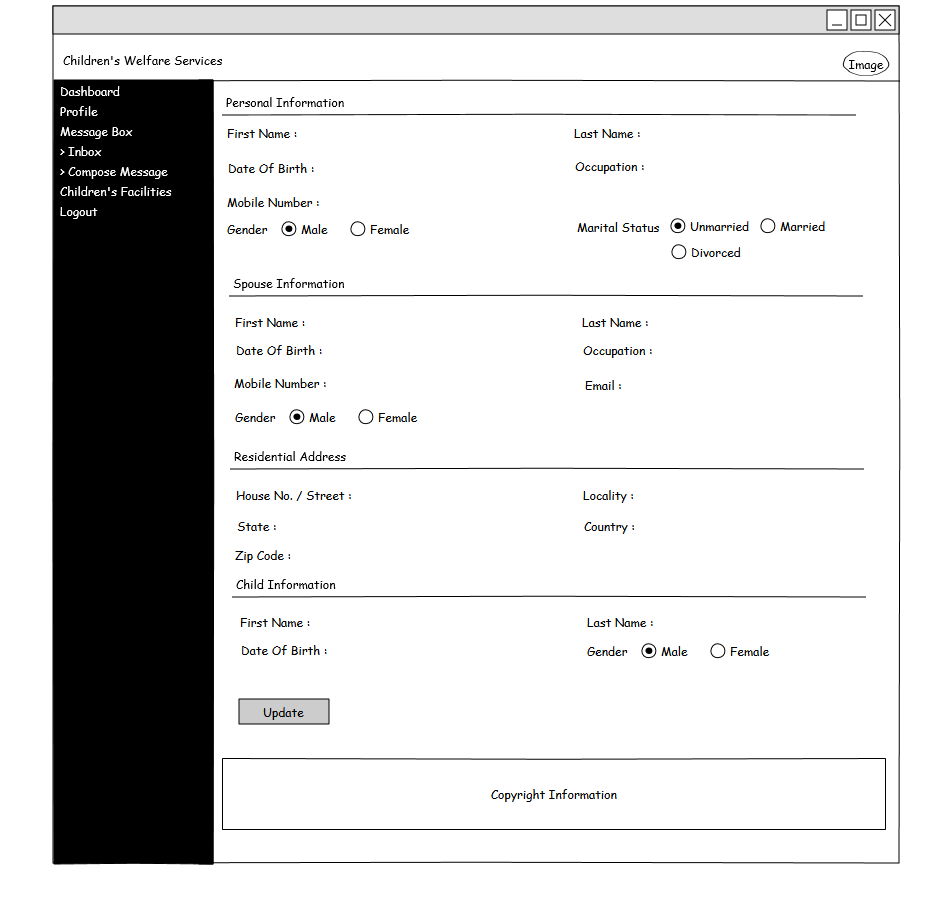 Children's Welfare Services
Image
Dashboard
Profile
Message Box
> Inbox
> Compose Message
Children's Facilities
Logout
Personal Information
First Name :
Last Name :
Date Of Birth :
Occupation :
Mobile Number :
Gender Male Female
Marital Status Unmarried Married
Divorced
Spouse Information
First Name :
Last Name :
Date Of Birth :
Occupation :
Mobile Number :
Email :
Gender Male Female
Residential Address
House No. / Street :
Locality :
State :
Country :
Zip Code :
Child Information
First Name :
Last Name :
Date Of Birth :
Gender Male Female
Update
Copyright Information